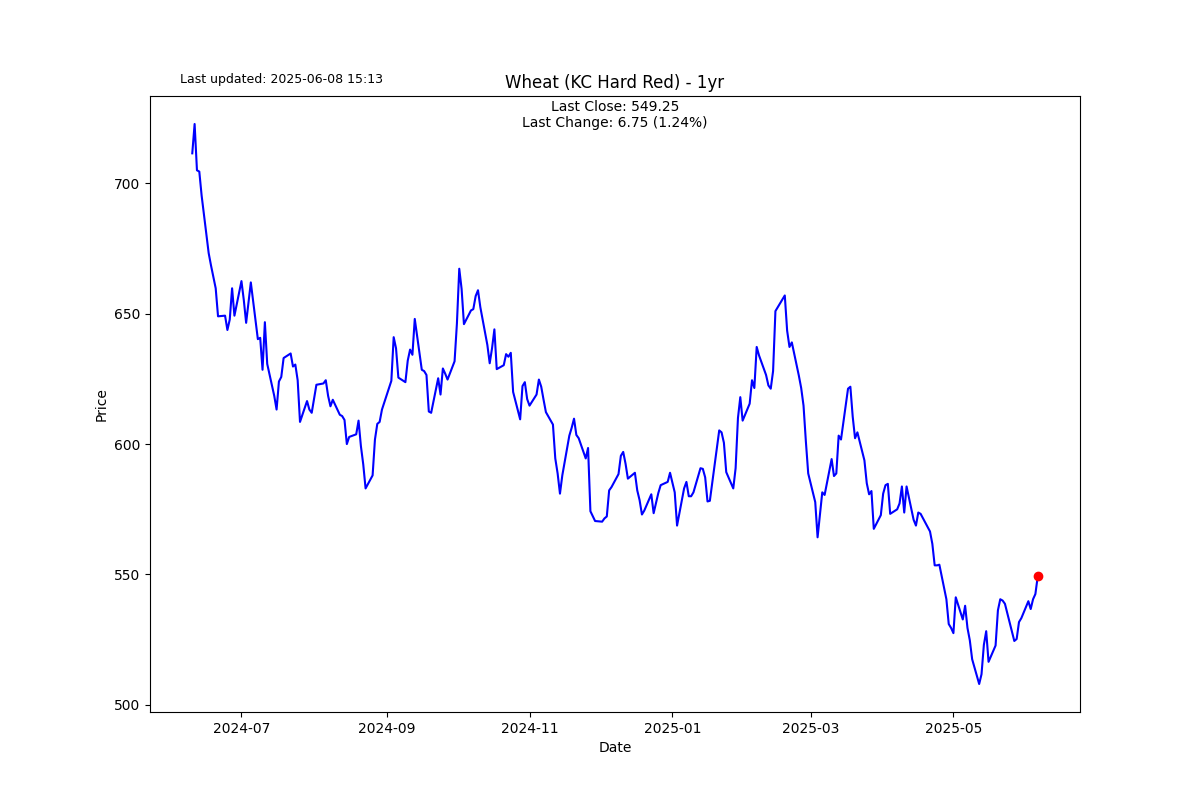 Last updated: 2025-06-08 15:13
Wheat (KC Hard Red) - 1yr
Last Close: 549.25
Last Change: 6.75 (1.24%)
Price
700
650
600
550
500
2024-07
2024-09
2024-11
2025-01
2025-03
2025-05
Date